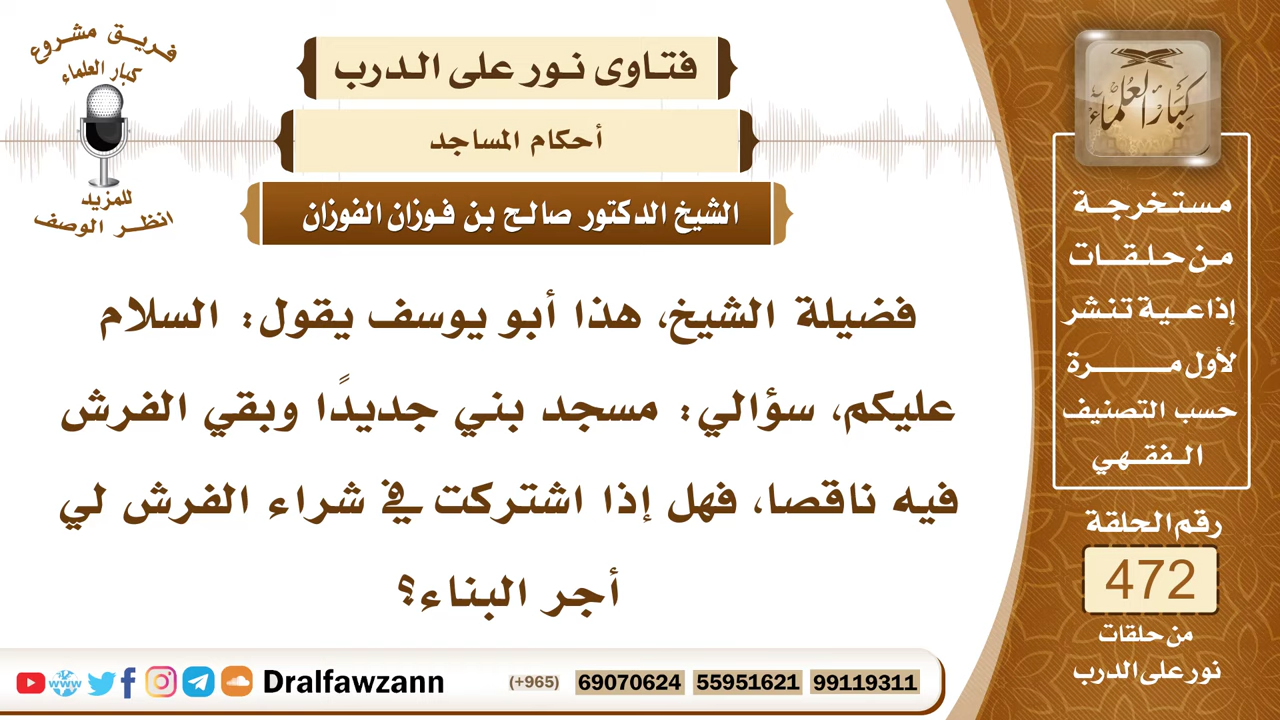 فريق مشروع
كبار العلماء
للمزيد
انظر الوصف
فتاوى نور على الدرب
أحكام المساجد
الشيخ الدكتور صالح بن فوزان الفوزان
فضيلة الشيخ، هذا أبو يوسف يقول: السلام
عليكم، سؤالي: مسجد بني جديدًا وبقي الفرش
فيه ناقصا، فهل إذا اشتركت في شراء الفرش لي
أجر البناء؟
كبار العلماء
مستخرجة
من حلقات
إذاعية تنشر
لأول مرة
حسب التصنيف
الفقهي
رقم الحلقة
472
من حلقات
نور على الدرب
www Dralfawzann (+965) 69070624 55951621 99119311